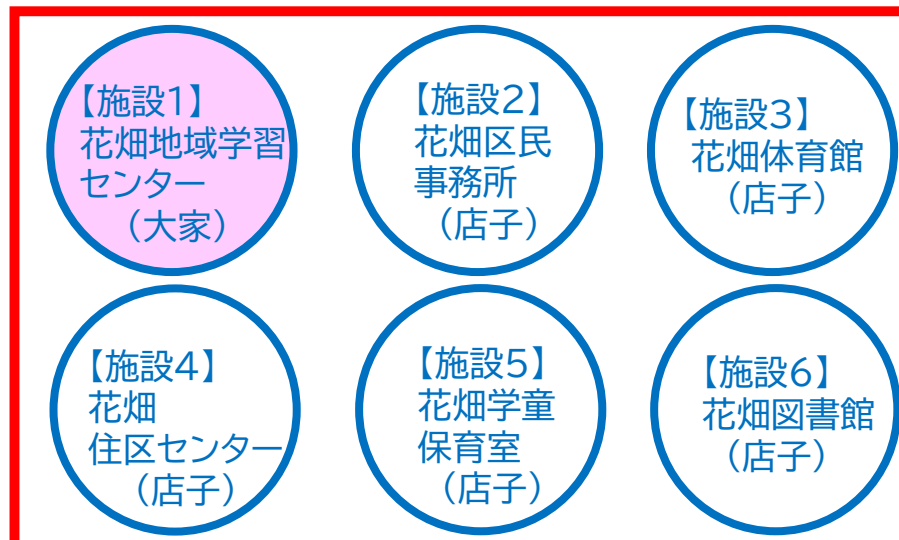 【施設1】
花畑地域学習
センター
（大家）
【施設2】
花畑区民
事務所
（店子）
【施設3】
花畑体育館
（店子）
【施設4】
花畑
住区センター
（店子）
【施設5】
花畑学童
保育室
（店子）
【施設6】
花畑図書館
（店子）